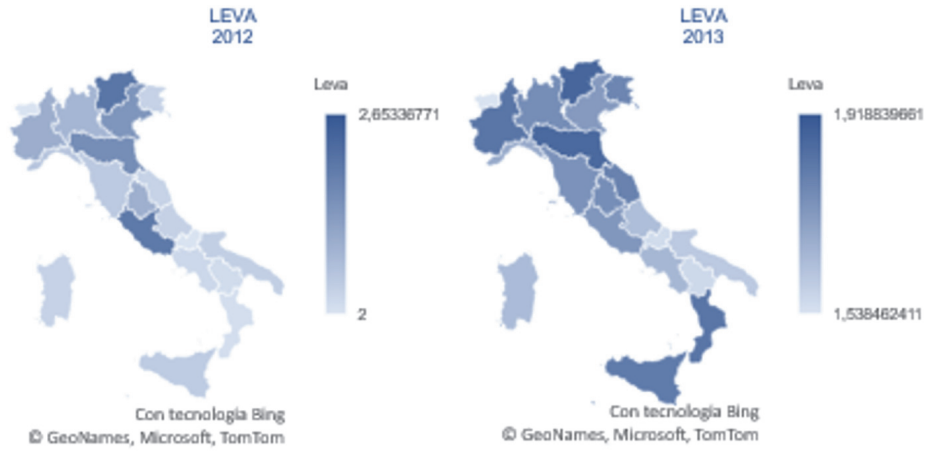 LEVA
2012
Leva
2,65336771
2
Con tecnologia Bing
© GeoNames, Microsoft, TomTom
LEVA
2013
Leva
1,918839661
1,538462411
Con tecnologia Bing
© GeoNames, Microsoft, TomTom